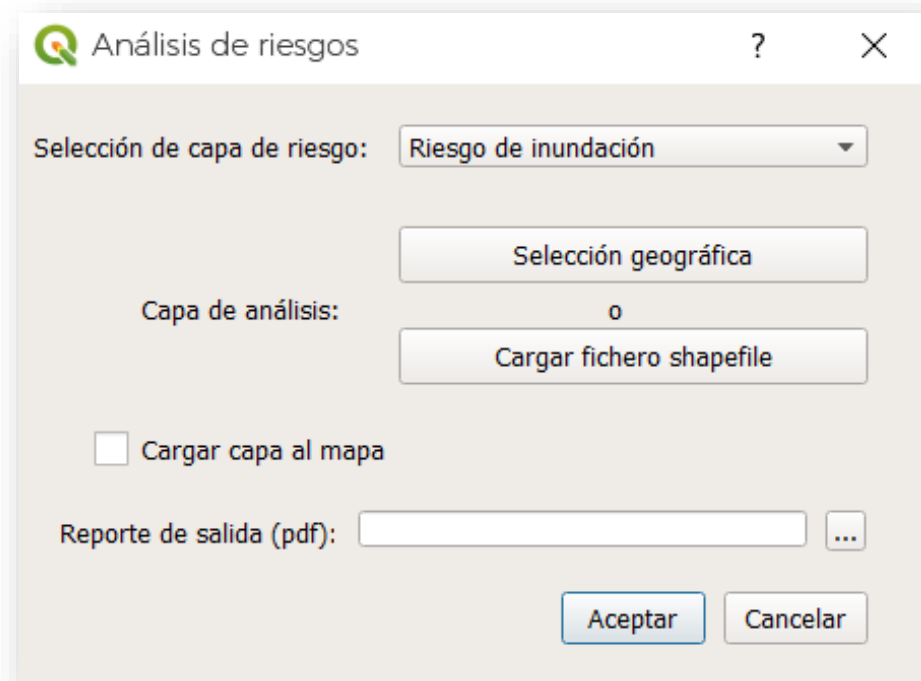 Análisis de riesgos ? X
Selección de capa de riesgo: Riesgo de inundación
Selección geográfica
Capa de análisis: o
Cargar fichero shapefile
Cargar capa al mapa
Reporte de salida (pdf): ...
Aceptar Cancelar